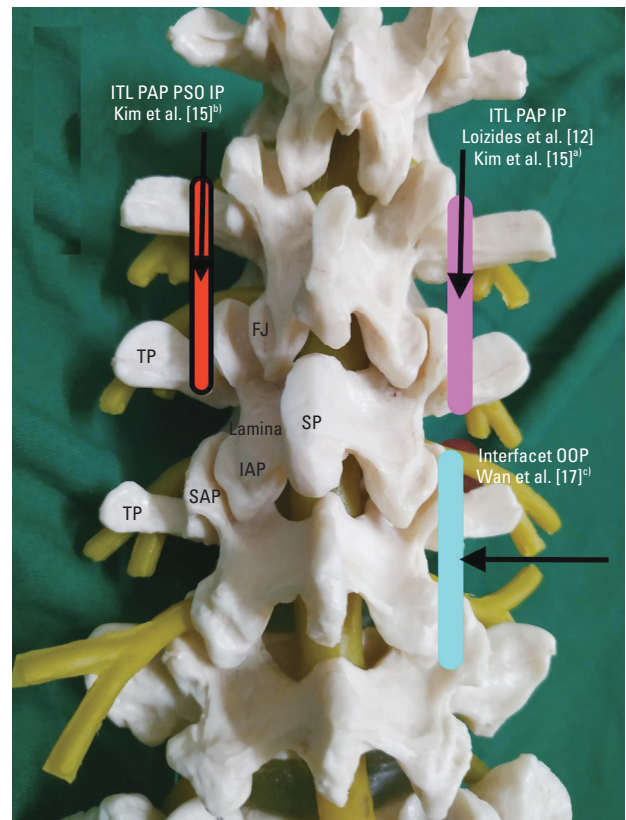 ITL PAP PSO IP
Kim et al. [15]b)
ITL PAP IP
Loizides et al. [12]
Kim et al. [15]a)
FJ
TP
SP
Lamina
IAP
Interfacet OOP
Wan et al. [17]c)
SAP
TP